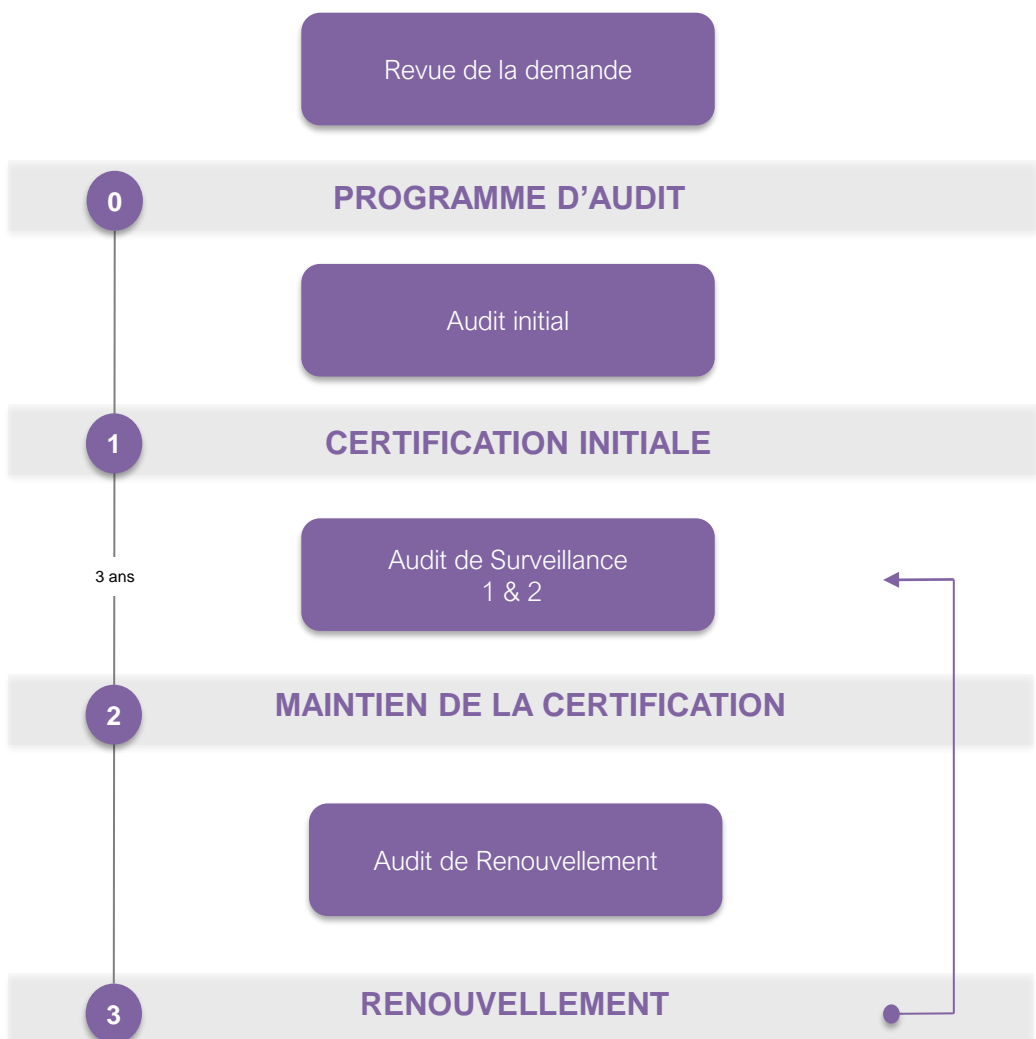 Revue de la demande
0
PROGRAMME D’AUDIT
Audit initial
1
CERTIFICATION INITIALE
Audit de Surveillance
1 & 2
3 ans
2
MAINTIEN DE LA CERTIFICATION
Audit de Renouvellement
3
RENOUVELLEMENT